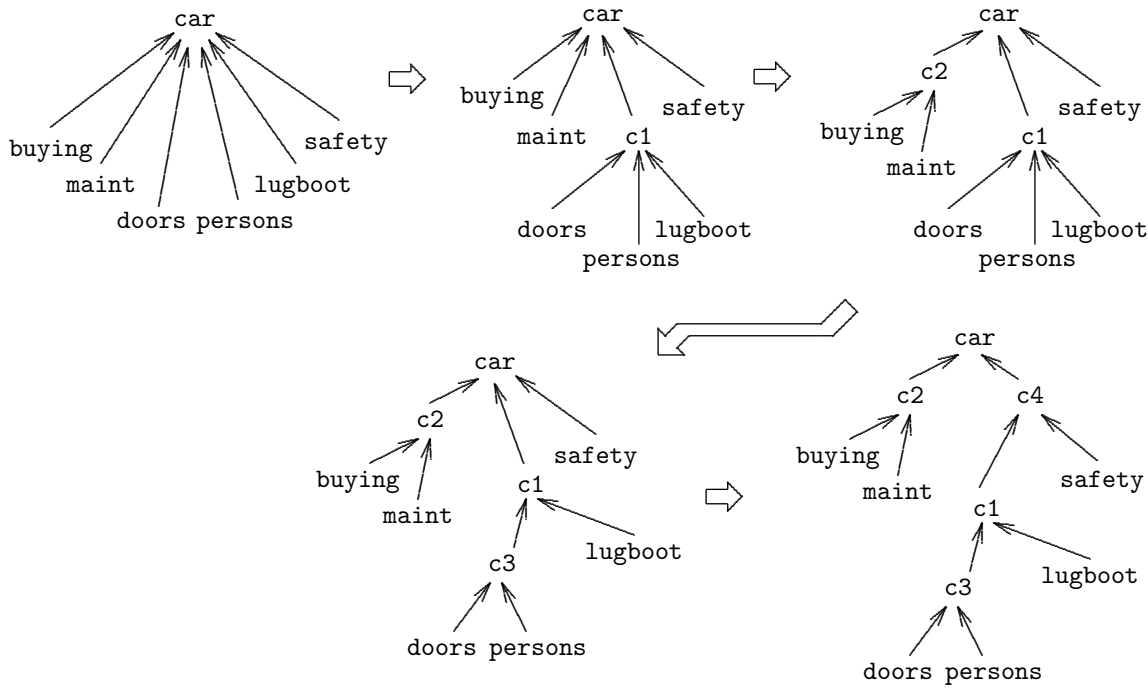 car
buying
maint
doors persons
lugboot
safety
car
buying
maint
safety
c1
doors
lugboot
persons
car
c2
buying
maint
safety
c1
doors
lugboot
persons
car
c2
buying
maint
safety
c1
lugboot
c3
doors persons
car
c2
c4
buying
maint
safety
c1
lugboot
c3
doors persons